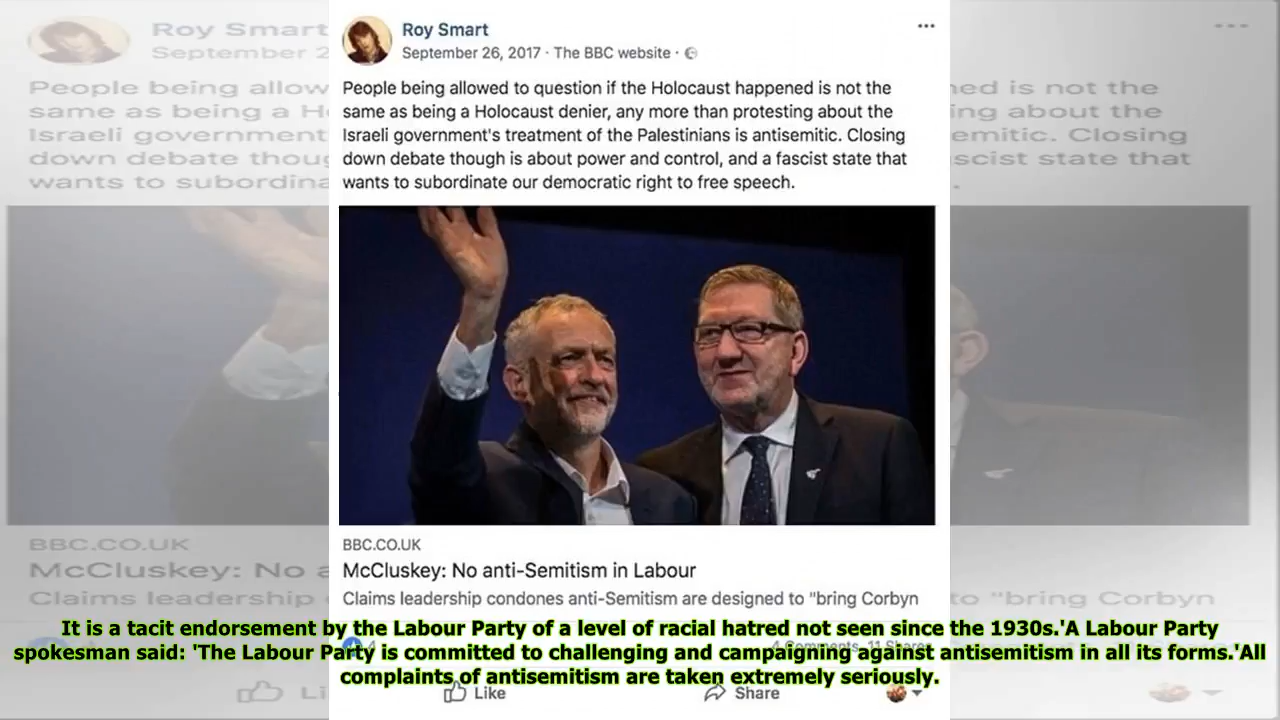 Roy Smart
September 26, 2017 · The BBC website ·
People being allowed to question if the Holocaust happened is not the
same as being a Holocaust denier, any more than protesting about the
Israeli government's treatment of the Palestinians is antisemitic. Closing
down debate though is about power and control, and a fascist state that
wants to subordinate our democratic right to free speech.
BBC.CO.UK
McCluskey: No anti-Semitism in Labour
Claims leadership condones anti-Semitism are designed to "bring Corbyn
4 Comments 11 Shares
It is a tacit endorsement by the Labour Party of a level of racial hatred not seen since the 1930s.'A Labour Party
spokesman said: 'The Labour Party is committed to challenging and campaigning against antisemitism in all its forms.'All
complaints of antisemitism are taken extremely seriously.
Like Share